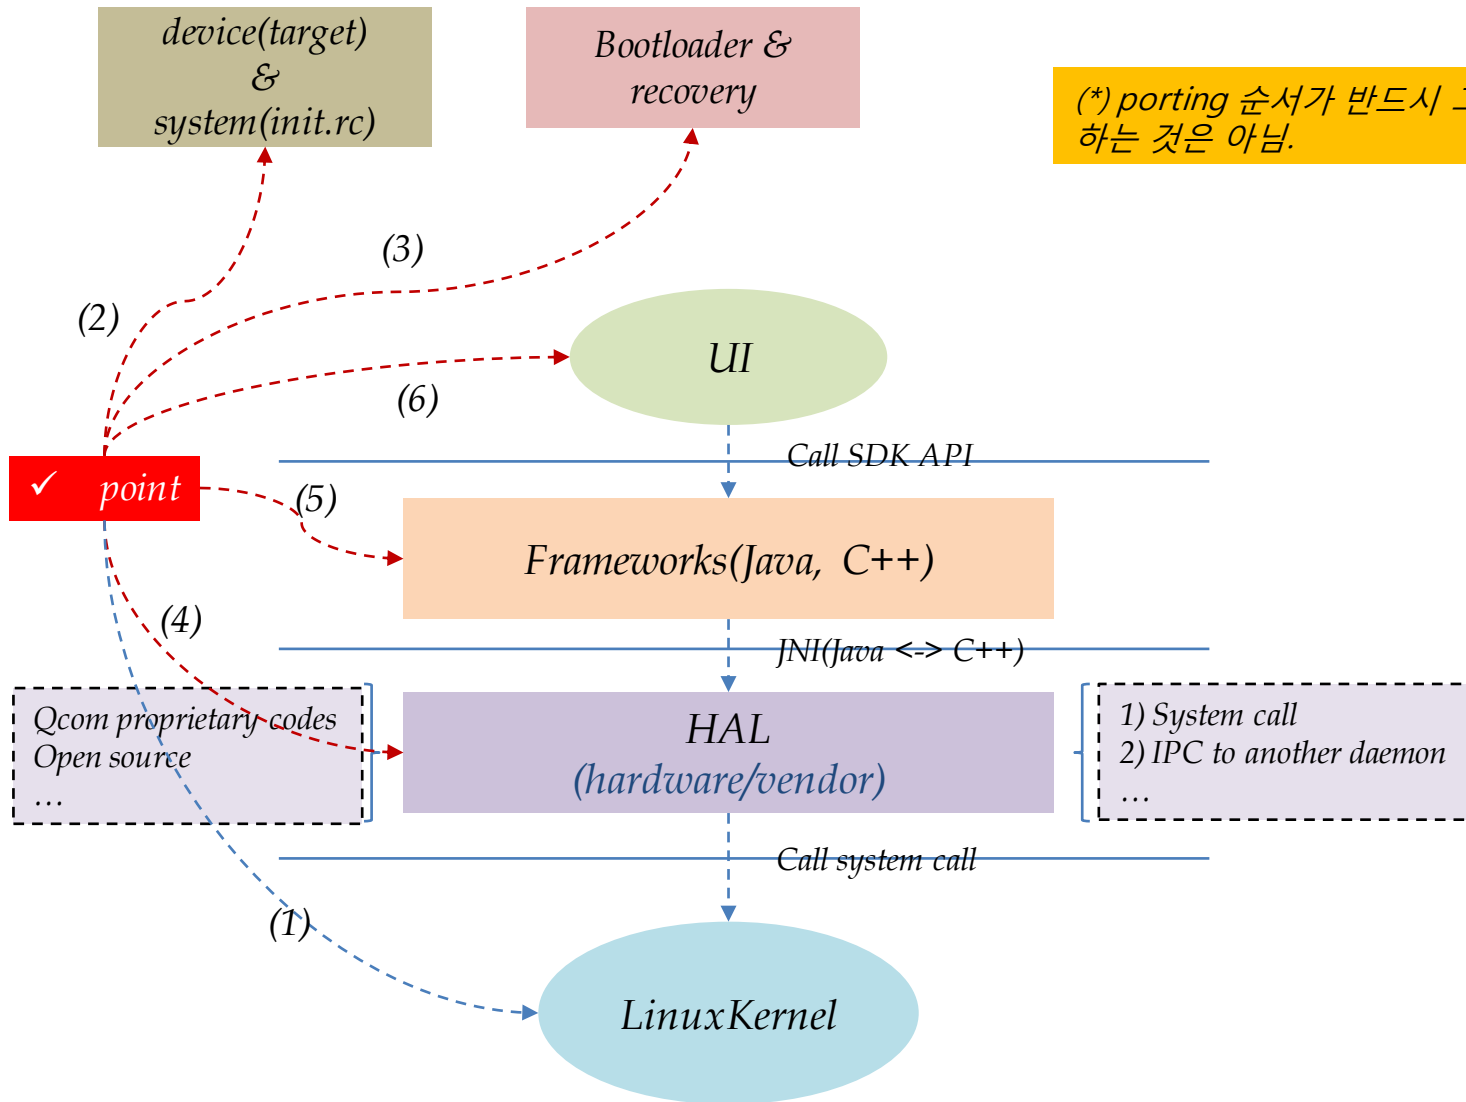 device(target)
&
system(init.rc)
Bootloader &
recovery
(*) porting 순서가 반드시
하는 것은 아님.
(3)
(2)
UI
(6)
Call SDK API
✓ point
(5)
Frameworks(Java, C++)
(4)
JNI(Java <-> C++)
Qcom proprietary codes
Open source
…
HAL
(hardware/vendor)
1) System call
2) IPC to another daemon
…
Call system call
(1)
LinuxKernel